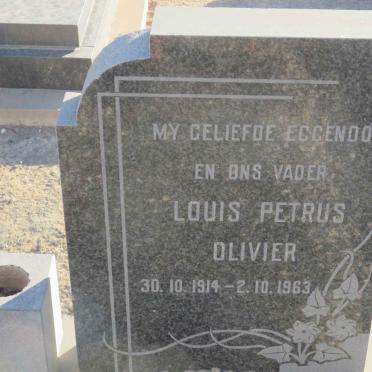 MY GELIEFDE EGGENOO
EN ONS VADER
LOUIS PETRUS
OLIVIER
30. 10. 1914 - 2. 10. 1963